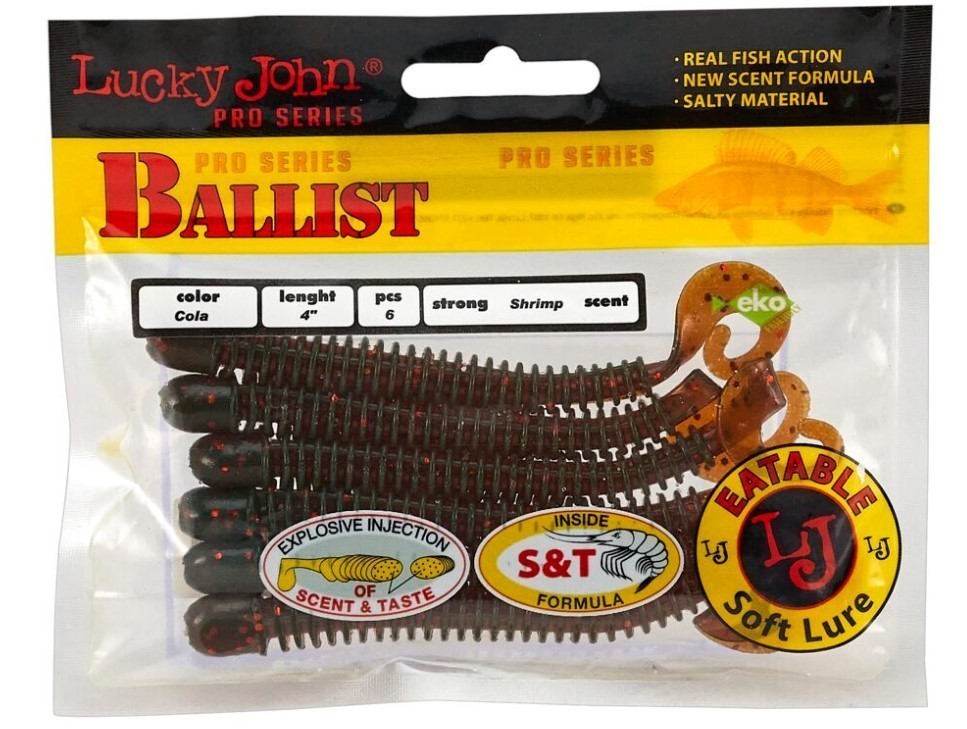 Lucky John®
PRO SERIES
· REAL FISH ACTION
· NEW SCENT FORMULA
· SALTY MATERIAL
PRO SERIES
BALLIST
PRO SERIES
color
Cola
lenght
4"
pcs
6
strong Shrimp scent
eko
EXPLOSIVE INJECTION
OF
SCENT & TASTE
INSIDE
S&T
FORMULA
EATABLE
LJ
LJ
LJ
Soft Lure